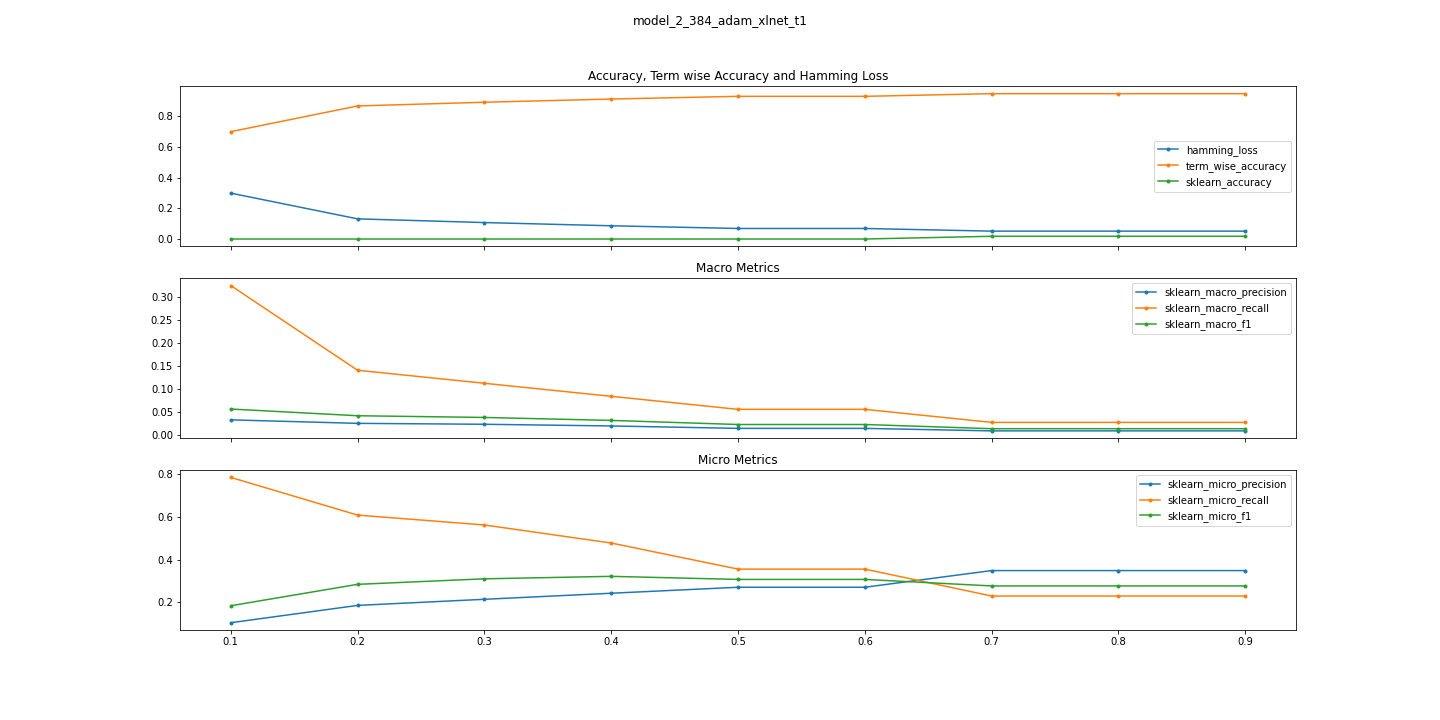 model_2_384_adam_xlnet_t1
Accuracy, Term wise Accuracy and Hamming Loss
0.8
0.6
0.4
0.2
0.0
hamming_loss
term_wise_accuracy
sklearn_accuracy
Macro Metrics
0.30
0.25
0.20
0.15
0.10
0.05
0.00
sklearn_macro_precision
sklearn_macro_recall
sklearn_macro_f1
Micro Metrics
0.8
0.6
0.4
0.2
sklearn_micro_precision
sklearn_micro_recall
sklearn_micro_f1
0.1 0.2 0.3 0.4 0.5 0.6 0.7 0.8 0.9